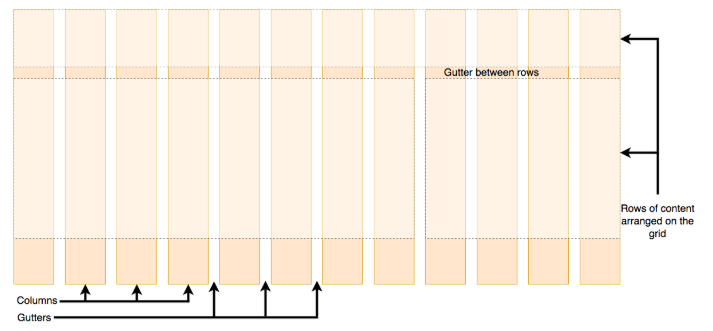 Gutter between rows
Rows of content
arranged on the
grid
Columns
Gutters